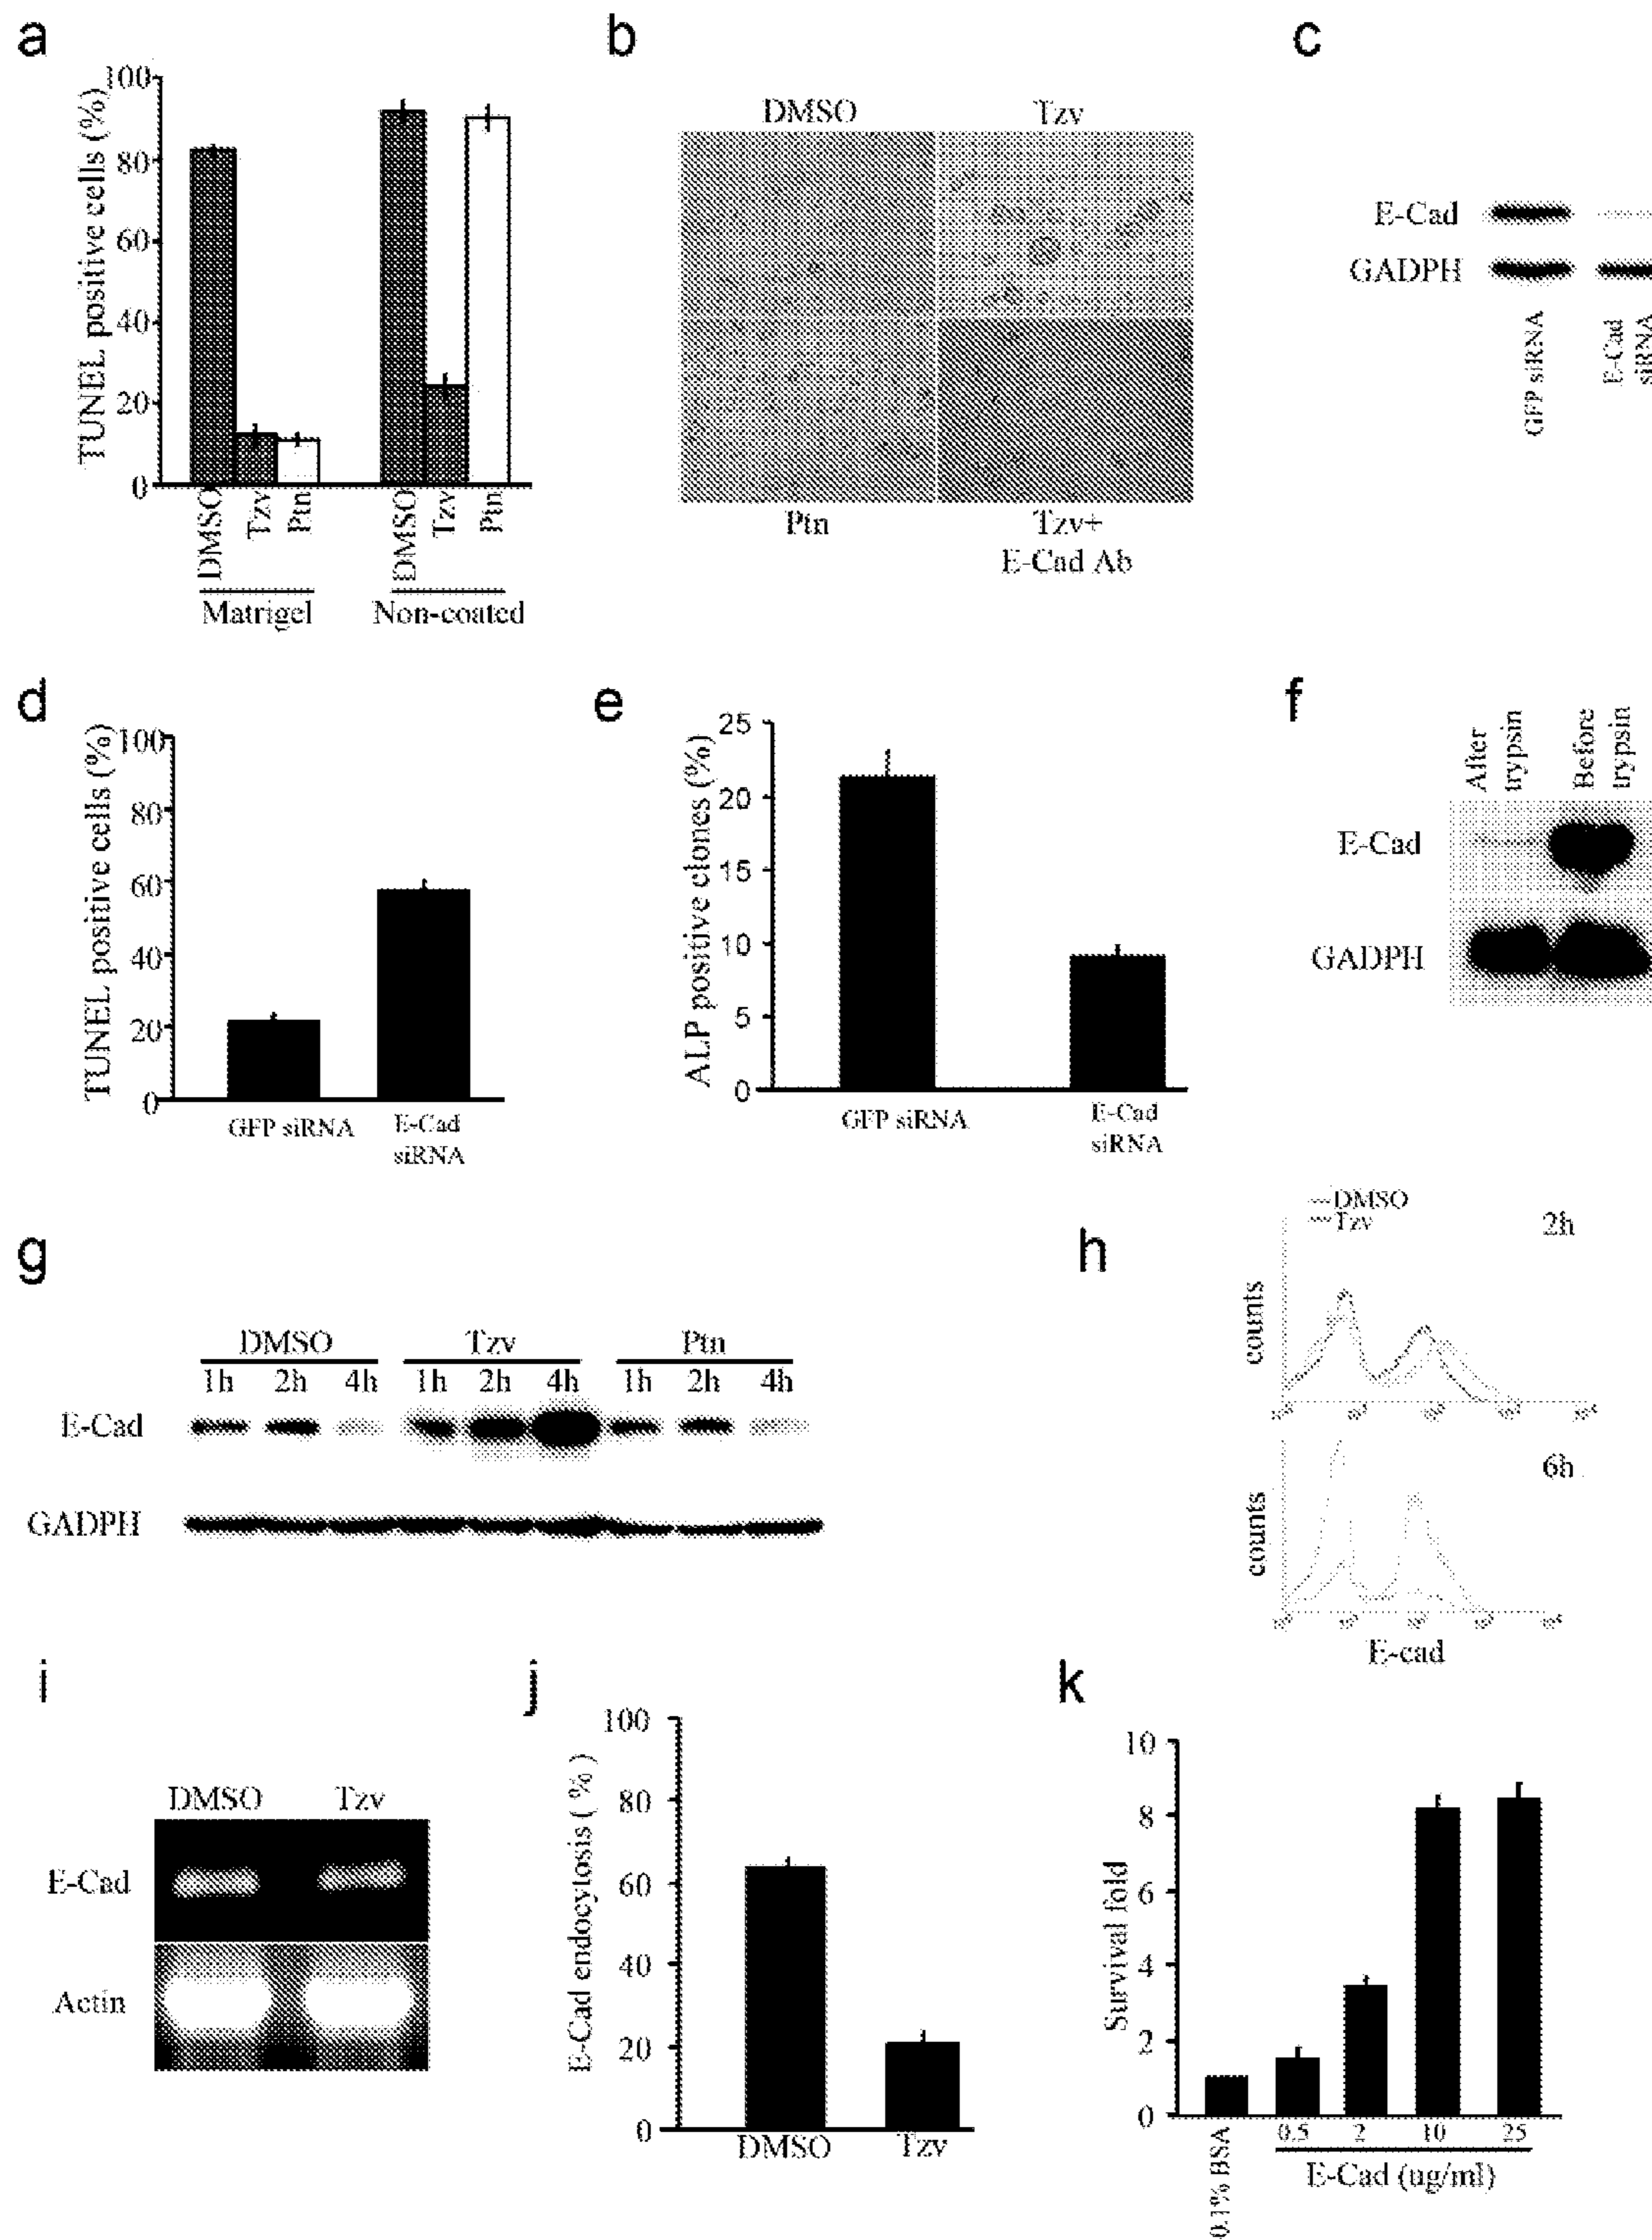 a
TUNEL positive cells (%)
100
80
60
40
20
0
DMSO
Tzv
Ptn
DMSO
Tzv
Ptn
Matrigel
Non-coated
b
DMSO
Tzv
Ptn
Tzv+
E-Cad Ab
c
E-Cad
GADPH
GFP siRNA
E-Cad
siRNA
d
TUNEL positive cells (%)
100
80
60
40
20
0
GFP siRNA
E-Cad
siRNA
e
ALP positive clones (%)
25
20
15
10
5
0
GFP siRNA
E-Cad
siRNA
f
After
trypsin
Before
trypsin
E-Cad
GADPH
g
DMSO Tzv Ptn
1h 2h 4h 1h 2h 4h 1h 2h 4h
E-Cad
GADPH
h
DMSO
Tzv
2h
counts
6h
counts
E-cad
i
DMSO Tzv
E-Cad
Actin
j
E-Cad endocytosis ( % )
100
80
60
40
20
0
DMSO
Tzv
k
Survival fold
10
8
6
4
2
0
0.1% BSA
0.5 2 10 25
E-Cad (ug/ml)